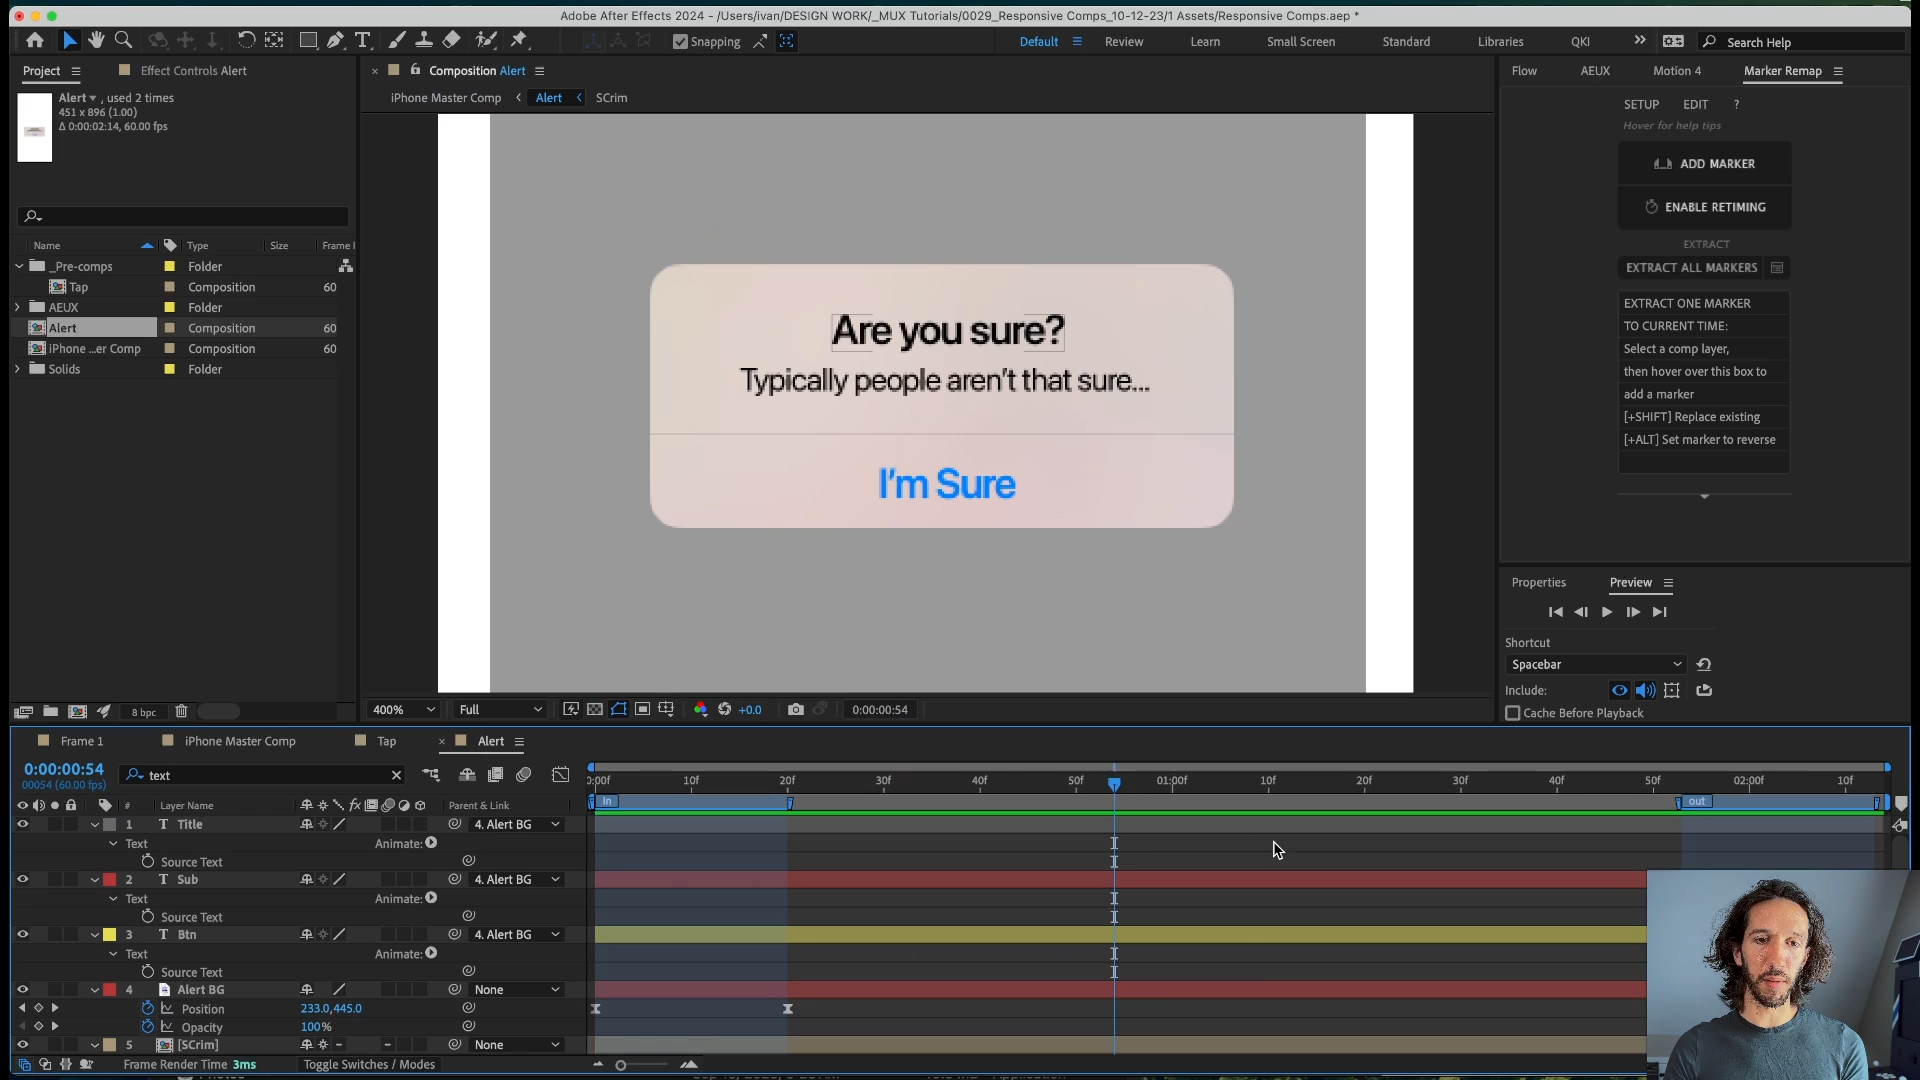 Adobe After Effects 2024 - /Users/ivan/DESIGN WORK/_MUX Tutorials/0029_Responsive Comps_10-12-23/1 Assets/Responsive Comps.aep *
Snapping
Default
Review
Learn
Small Screen
Standard
Libraries
QKI
Search Help
Project
Effect Controls Alert
Composition Alert
Flow
AEUX
Motion 4
Marker Remap
Alert , used 2 times
451 x 896 (1.00)
Δ 0:00:02:14, 60.00 fps
iPhone Master Comp
Alert
SCrim
SETUP
EDIT
?
Hover for help tips
ADD MARKER
ENABLE RETIMING
EXTRACT
EXTRACT ALL MARKERS
EXTRACT ONE MARKER
TO CURRENT TIME:
Select a comp layer,
then hover over this box to
add a marker
[+SHIFT] Replace existing
[+ALT] Set marker to reverse
Name
Type
Size
Frame
_Pre-comps
Folder
Tap
Composition
60
AEUX
Folder
Alert
Composition
60
iPhone ...er Comp
Composition
60
Solids
Folder
Are you sure?
Typically people aren't that sure...
I'm Sure
Properties
Preview
Shortcut
Spacebar
Include:
Cache Before Playback
8 bpc
400%
Full
+0.0
0:00:00:54
Frame 1
iPhone Master Comp
Tap
Alert
0:00:00:54
00054 (60.00 fps)
text
:00f
10f
20f
30f
40f
50f
01:00f
10f
20f
30f
40f
50f
02:00f
10f
in
out
#
Layer Name
fx
Parent & Link
1
T
Title
4. Alert BG
Text
Animate:
Source Text
2
T
Sub
4. Alert BG
Text
Animate:
Source Text
3
T
Btn
4. Alert BG
Text
Animate:
Source Text
4
Alert BG
None
Position
233.0,445.0
Opacity
100%
5
[SCrim]
None
Frame Render Time 3ms
Toggle Switches / Modes